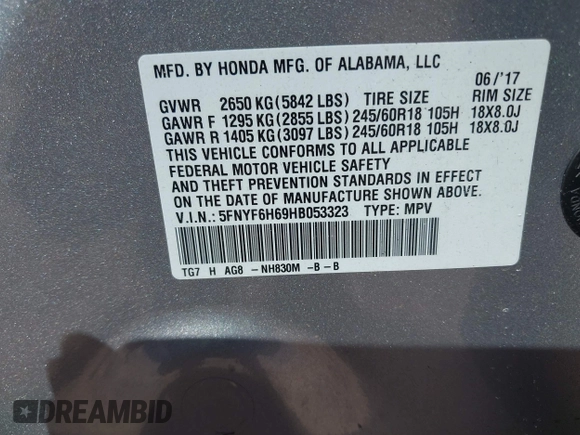 MFD. BY HONDA MFG. OF ALABAMA, LLC 06/'17
GVWR 2650 KG(5842 LBS) TIRE SIZE RIM SIZE
GAWR F 1295 KG(2855 LBS) 245/60R18 105H 18X8.0J
GAWR R 1405 KG(3097 LBS) 245/60R18 105H 18X8.0J
THIS VEHICLE CONFORMS TO ALL APPLICABLE
FEDERAL MOTOR VEHICLE SAFETY
AND THEFT PREVENTION STANDARDS IN EFFECT
ON THE DATE OF MANUFACTURE SHOWN ABOVE.
V.I.N.: 5FNYF6H69HB053323 TYPE: MPV
TG7 H AG8 -NH830M -B-B
DREAMBID